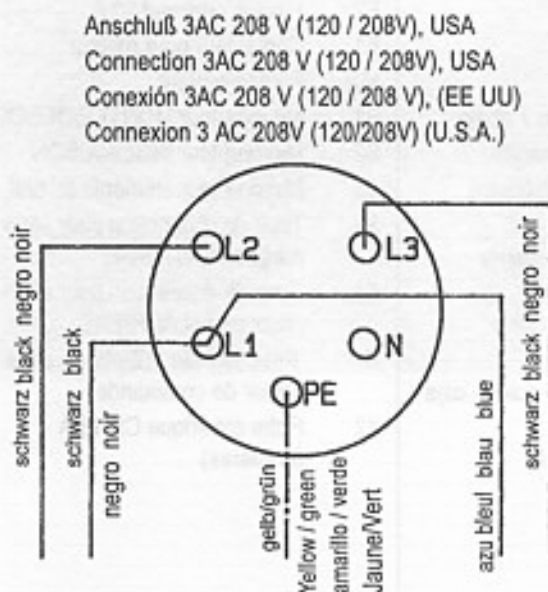 Anschluß 3AC 208 V (120 / 208V), USA
Connection 3AC 208 V (120 / 208V), USA
Conexión 3AC 208 V (120 / 208 V), (EE UU)
Connexion 3 AC 208V (120/208V) (U.S.A.)
L2
L3
L1
N
PE
schwarz black negro noir
schwarz black
negro noir
gelb/grün
Yellow / green
amarillo / verde
Jaune/Vert
azu bleul blau blue
schwarz black negro noir